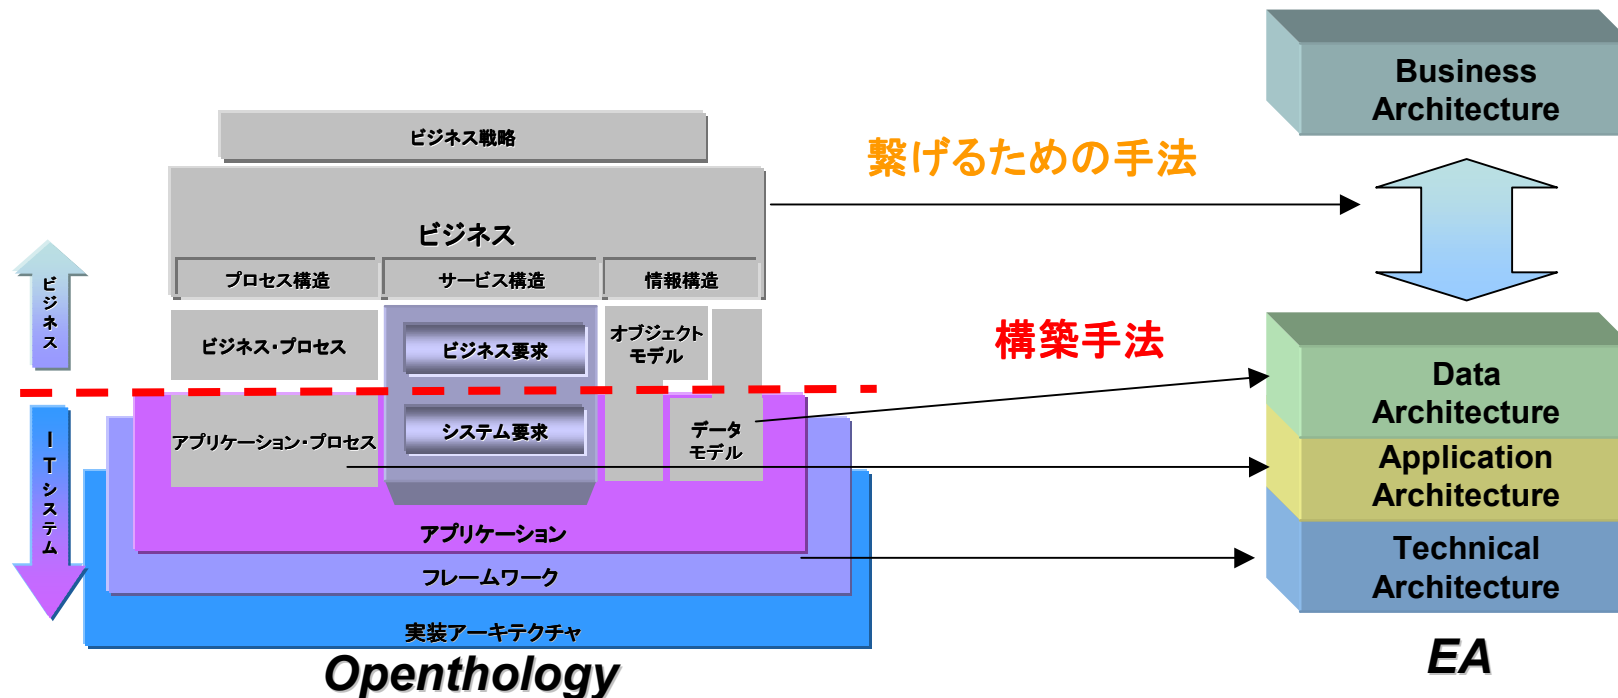 ビジネス戦略
ビジネス
プロセス構造
サービス構造
情報構造
ビジネス・プロセス
ビジネス要求
オブジェクト
モデル
アプリケーション・プロセス
システム要求
データ
モデル
アプリケーション
フレームワーク
実装アーキテクチャ
Openthology
ビジネス
ITシステム
繋げるための手法
構築手法
Business
Architecture
Data
Architecture
Application
Architecture
Technical
Architecture
EA